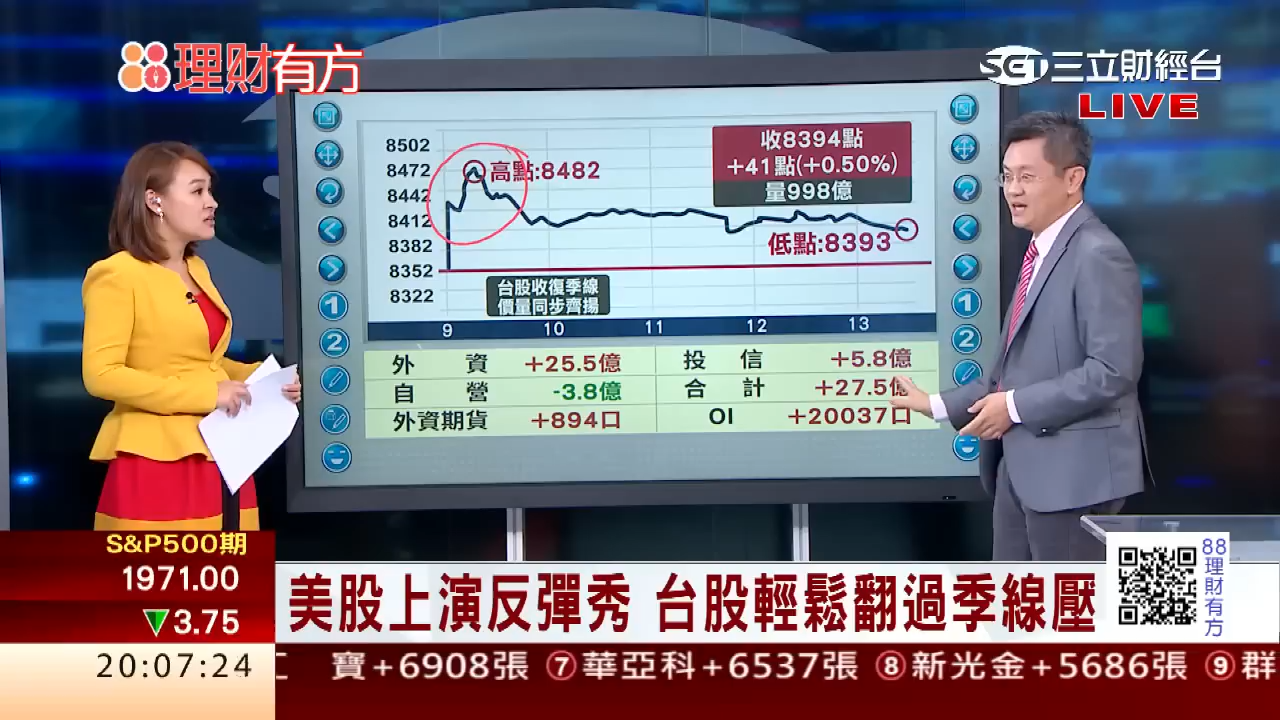 88理財有方
SET三立財經台
LIVE
收8394點
+41點(+0.50%)
量998億
8502
8472
8442
8412
8382
8352
8322
高點:8482
低點:8393
台股收復季線
價量同步齊揚
9 10 11 12 13
外資 +25.5億 投信 +5.8億
自營 -3.8億 合計 +27.5億
外資期貨 +894口 OI +20037口
1
2
1
2
S&P500期
1971.00
▼3.75
20:07:24
美股上演反彈秀 台股輕鬆翻過季線壓
88理財有方
寶+6908張 ⑦華亞科+6537張 ⑧新光金+5686張 ⑨群